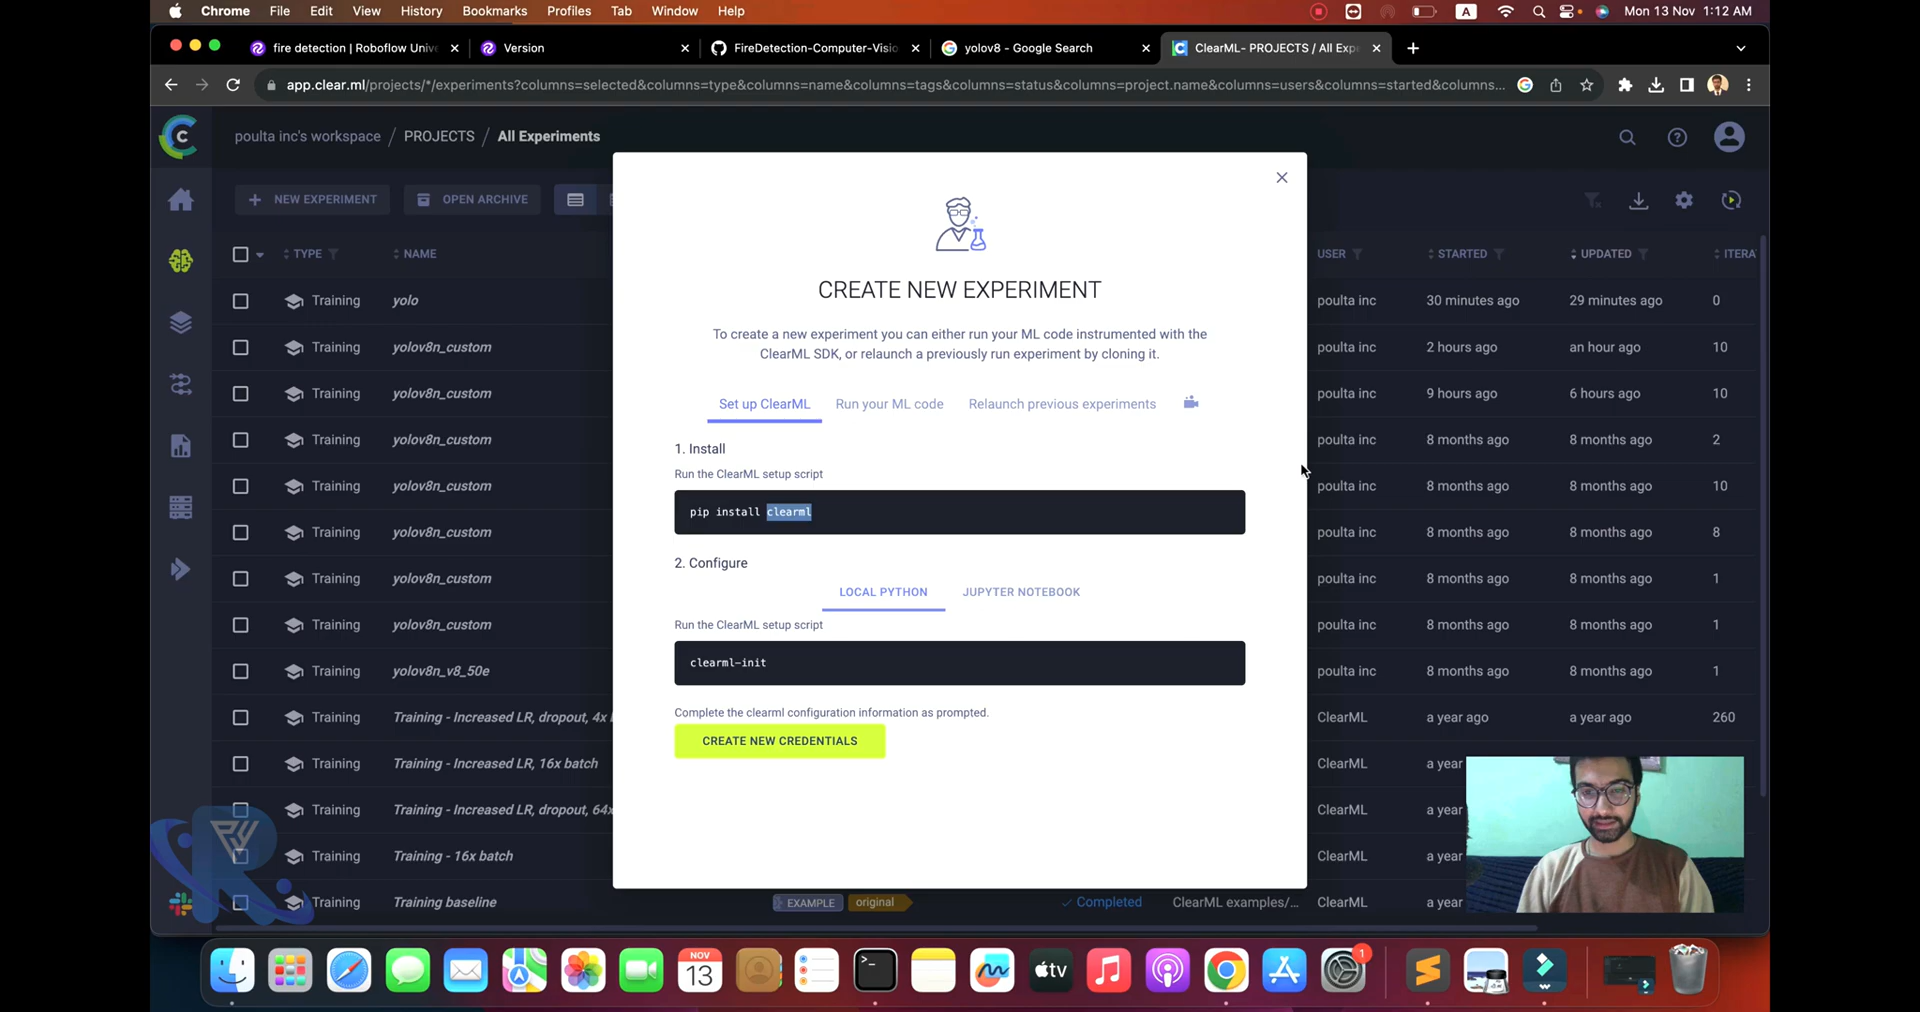 Chrome File Edit View History Bookmarks Profiles Tab Window Help A Mon 13 Nov 1:12 AM
fire detection | Roboflow Unive Version FireDetection-Computer-Visio yolov8 - Google Search ClearML- PROJECTS / All Expe
app.clear.ml/projects/*/experiments?columns=selected&columns=type&columns=name&columns=tags&columns=status&columns=project.name&columns=users&columns=started&columns...
poulta inc's workspace / PROJECTS / All Experiments
+ NEW EXPERIMENT OPEN ARCHIVE
TYPE NAME USER STARTED UPDATED ITERA
Training yolo poulta inc 30 minutes ago 29 minutes ago 0
Training yolov8n_custom poulta inc 2 hours ago an hour ago 10
Training yolov8n_custom poulta inc 9 hours ago 6 hours ago 10
Training yolov8n_custom poulta inc 8 months ago 8 months ago 2
Training yolov8n_custom poulta inc 8 months ago 8 months ago 10
Training yolov8n_custom poulta inc 8 months ago 8 months ago 8
Training yolov8n_custom poulta inc 8 months ago 8 months ago 1
Training yolov8n_custom poulta inc 8 months ago 8 months ago 1
Training yolov8n_v8_50e poulta inc 8 months ago 8 months ago 1
Training Training - Increased LR, dropout, 4x b ClearML a year ago a year ago 260
Training Training - Increased LR, 16x batch ClearML a year
Training Training - Increased LR, dropout, 64x ClearML a year
Training Training - 16x batch ClearML a year
Training Training baseline EXAMPLE original Completed ClearML examples/... ClearML a year
CREATE NEW EXPERIMENT
To create a new experiment you can either run your ML code instrumented with the
ClearML SDK, or relaunch a previously run experiment by cloning it.
Set up ClearML Run your ML code Relaunch previous experiments
1. Install
Run the ClearML setup script
pip install clearml
2. Configure
LOCAL PYTHON JUPYTER NOTEBOOK
Run the ClearML setup script
clearml-init
Complete the clearml configuration information as prompted.
CREATE NEW CREDENTIALS
NOV
13
tv
1